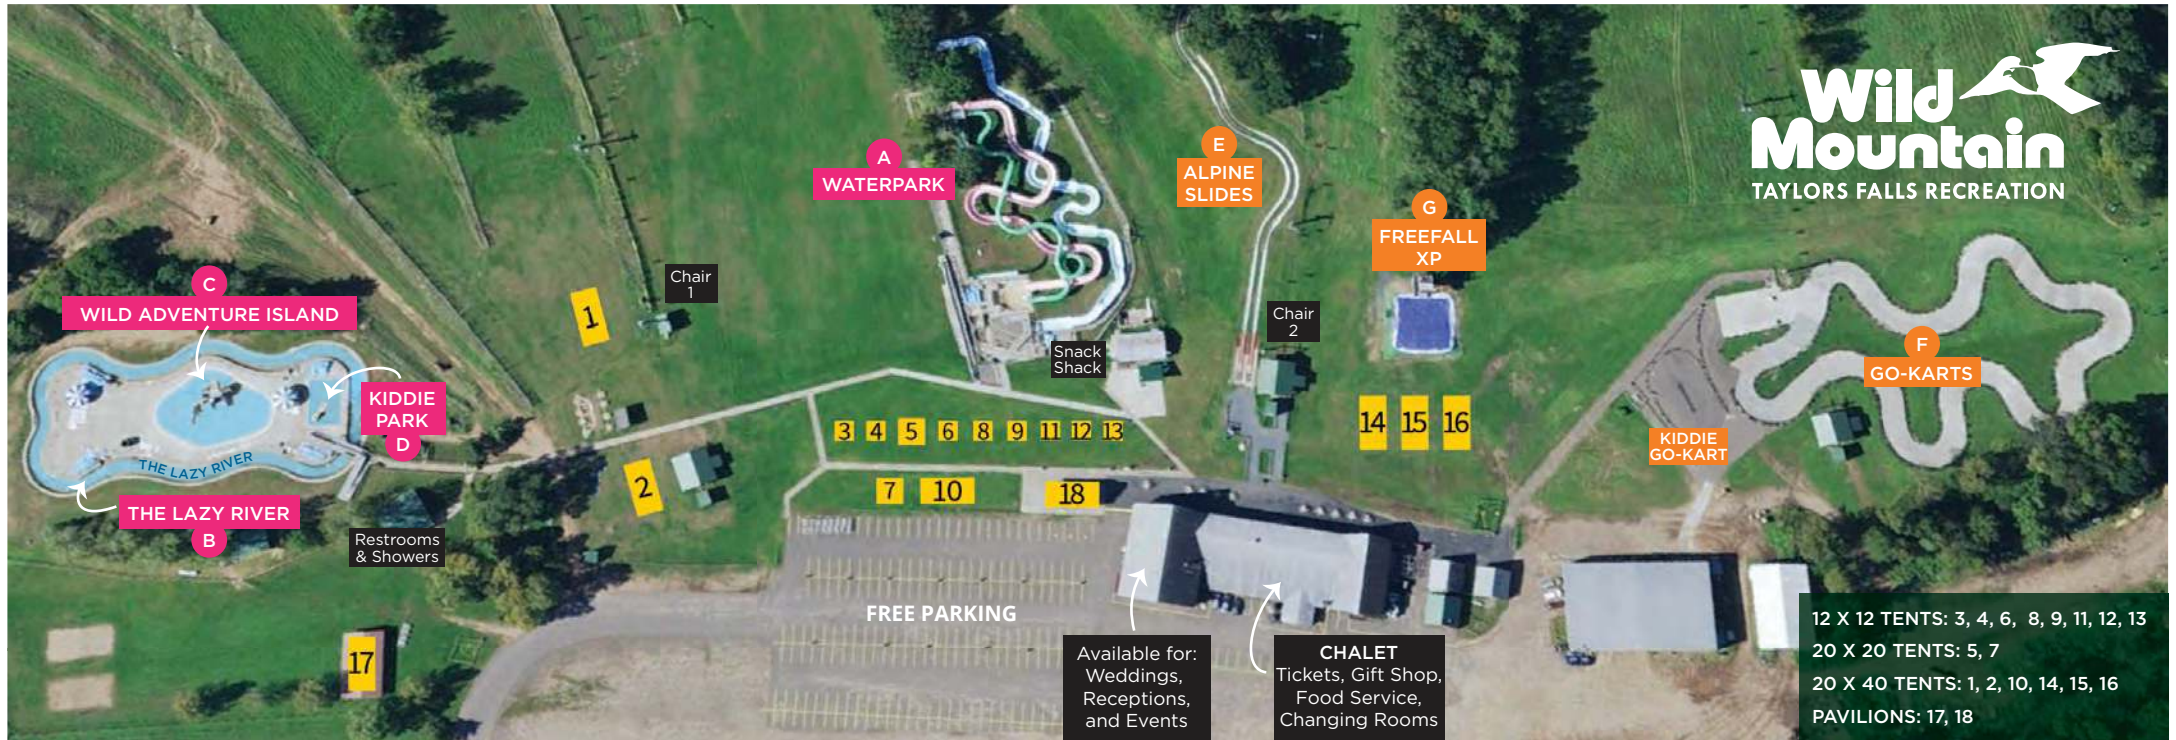 Wild
Mountain
TAYLORS FALLS RECREATION
A
WATERPARK
E
ALPINE
SLIDES
G
FREEFALL
XP
C
WILD ADVENTURE ISLAND
Chair
1
1
Chair
2
Snack
Shack
F
GO-KARTS
KIDDIE
PARK
D
THE LAZY RIVER
THE LAZY RIVER
B
Restrooms
& Showers
2
3
4
5
6
8
9
11
12
13
14
15
16
KIDDIE
GO-KART
7
10
18
17
FREE PARKING
Available for:
Weddings,
Receptions,
and Events
CHALET
Tickets, Gift Shop,
Food Service,
Changing Rooms
12 X 12 TENTS: 3, 4, 6, 8, 9, 11, 12, 13
20 X 20 TENTS: 5, 7
20 X 40 TENTS: 1, 2, 10, 14, 15, 16
PAVILIONS: 17, 18